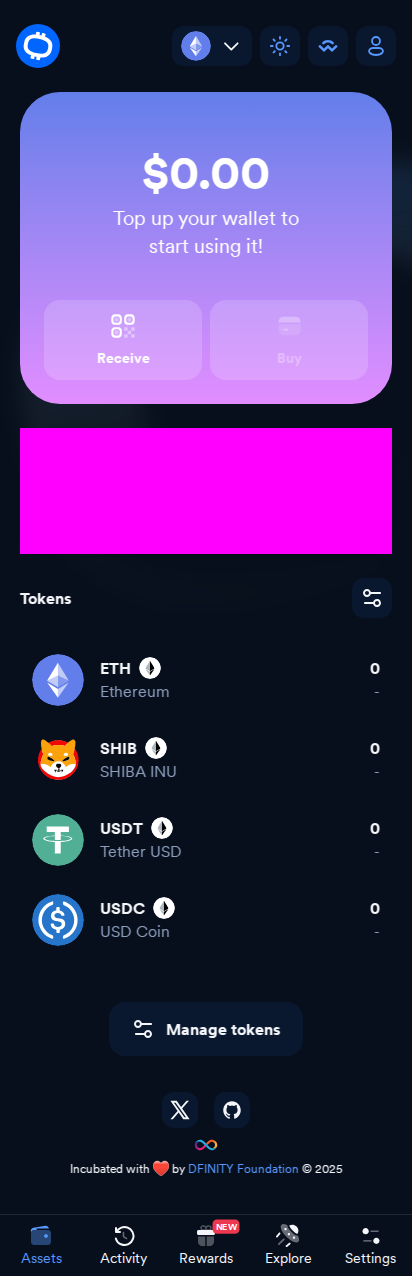 $0.00
Top up your wallet to
start using it!
Receive
Buy
Tokens
ETH
0
Ethereum
-
SHIB
0
SHIBA INU
-
USDT
0
Tether USD
-
USDC
0
USD Coin
-
Manage tokens
Incubated with ❤️ by DFINITY Foundation © 2025
NEW
Assets
Activity
Rewards
Explore
Settings